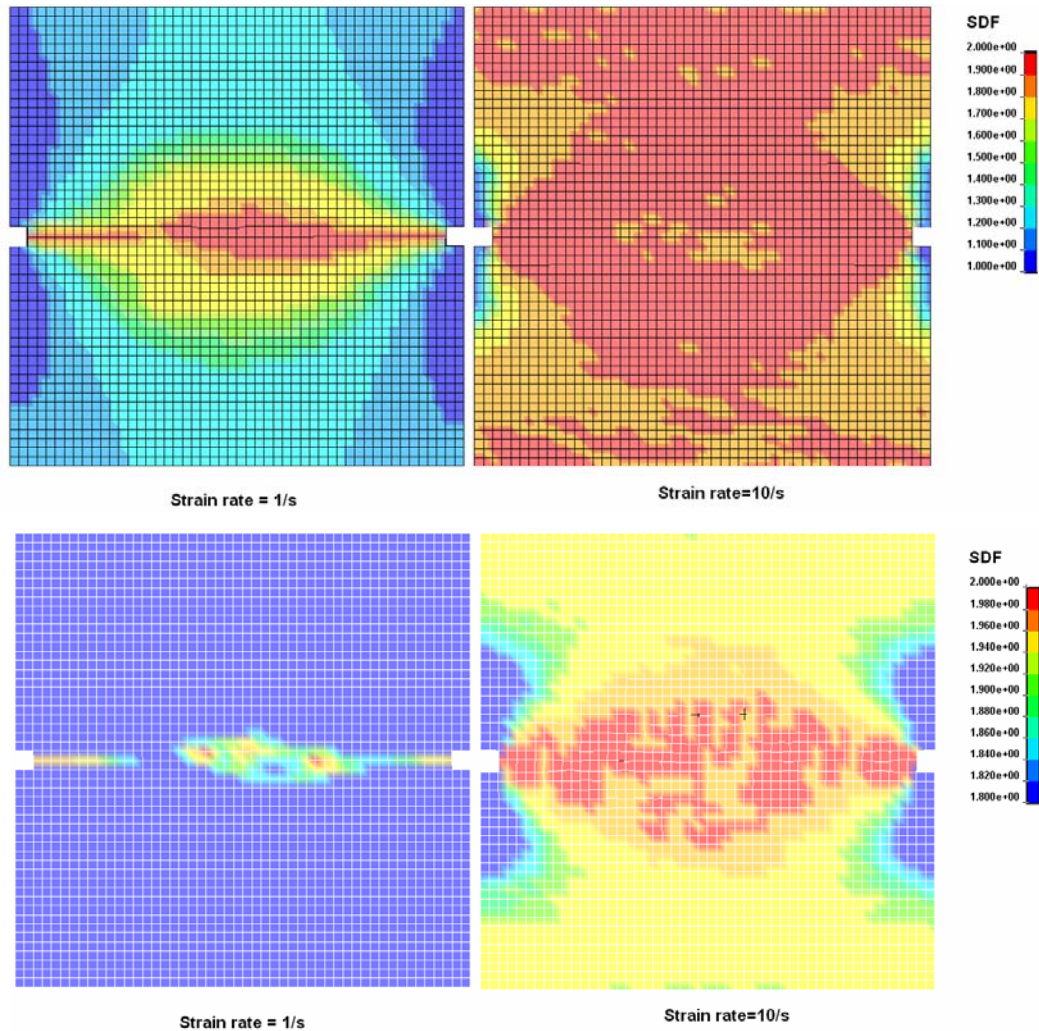 SDF
2.000e+00
1.900e+00
1.800e+00
1.700e+00
1.600e+00
1.500e+00
1.400e+00
1.300e+00
1.200e+00
1.100e+00
1.000e+00
Strain rate = 1/s
Strain rate=10/s
SDF
2.000e+00
1.980e+00
1.960e+00
1.940e+00
1.920e+00
1.900e+00
1.880e+00
1.860e+00
1.840e+00
1.820e+00
1.800e+00
Strain rate = 1/s
Strain rate=10/s